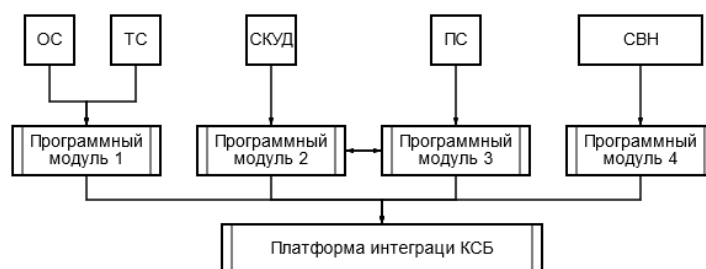 ОС
ТС
СКУД
ПС
СВН
Программный
модуль 1
Программный
модуль 2
Программный
модуль 3
Программный
модуль 4
Платформа интеграци КСБ